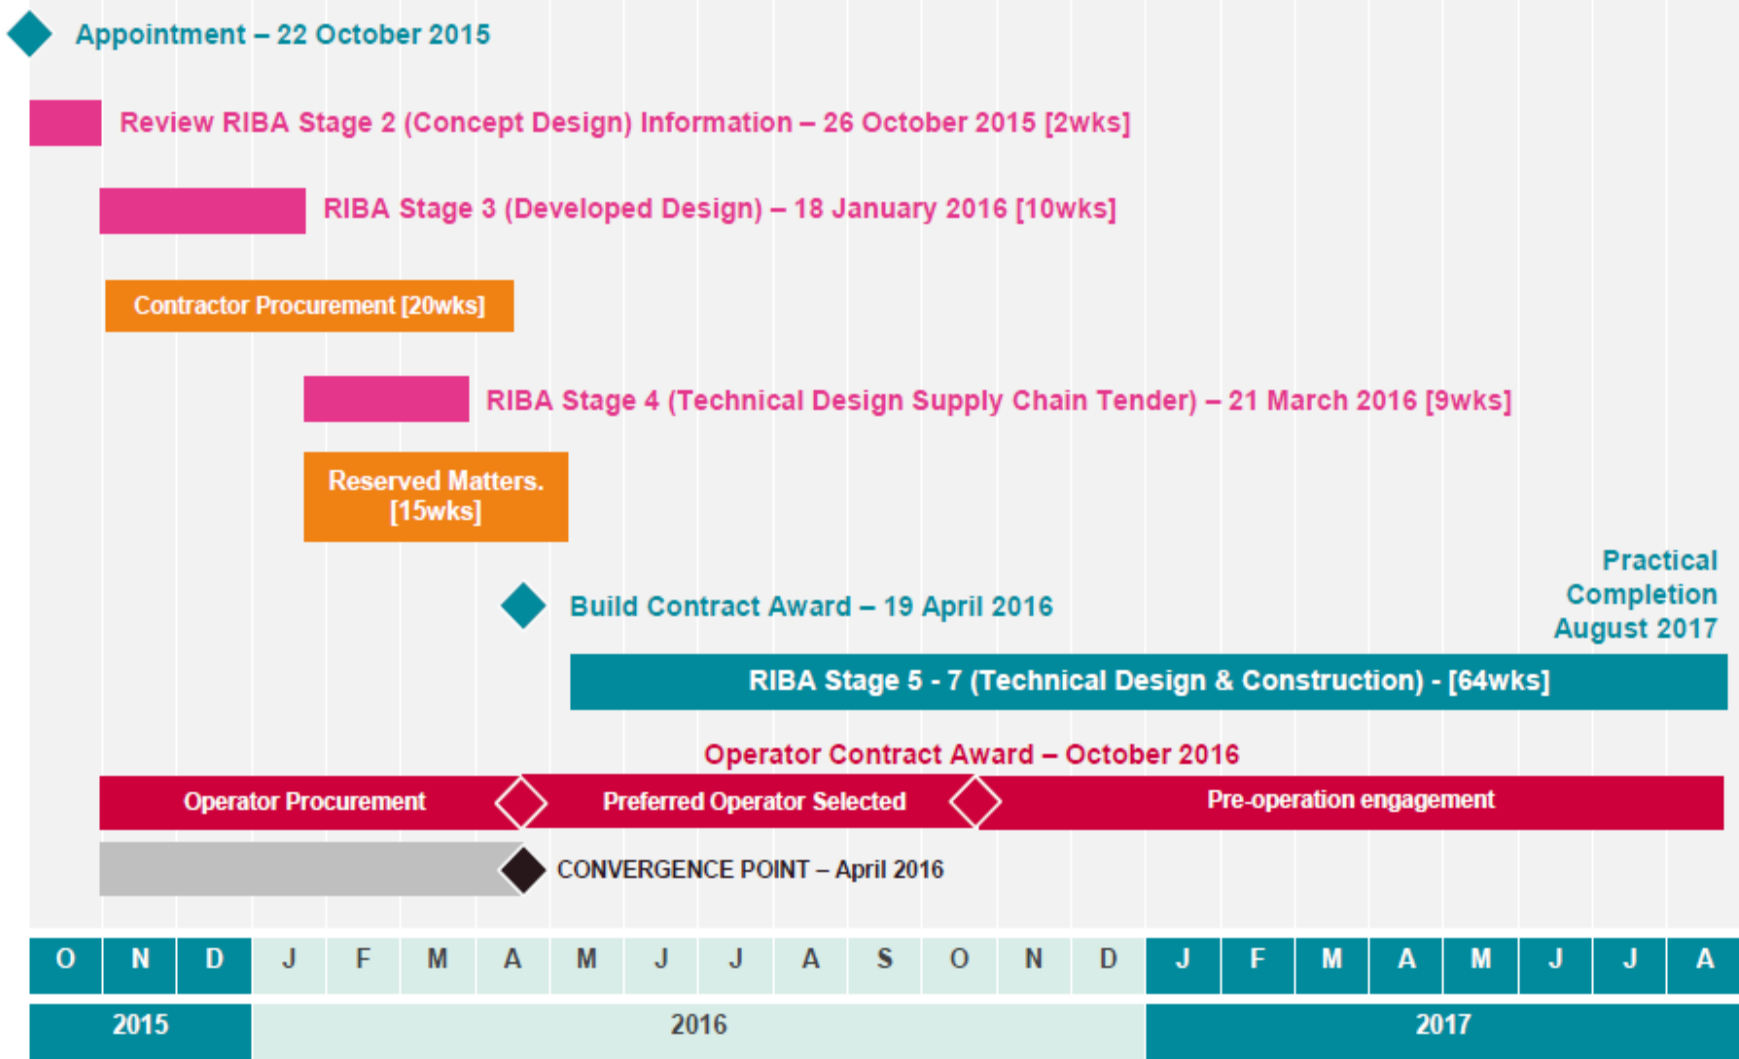 Appointment – 22 October 2015
Review RIBA Stage 2 (Concept Design) Information – 26 October 2015 [2wks]
RIBA Stage 3 (Developed Design) – 18 January 2016 [10wks]
Contractor Procurement [20wks]
RIBA Stage 4 (Technical Design Supply Chain Tender) – 21 March 2016 [9wks]
Reserved Matters.
[15wks]
Build Contract Award – 19 April 2016
Practical
Completion
August 2017
RIBA Stage 5 - 7 (Technical Design & Construction) - [64wks]
Operator Contract Award – October 2016
Operator Procurement
Preferred Operator Selected
Pre-operation engagement
CONVERGENCE POINT – April 2016
O N D J F M A M J J A S O N D J F M A M J J A
2015 2016 2017